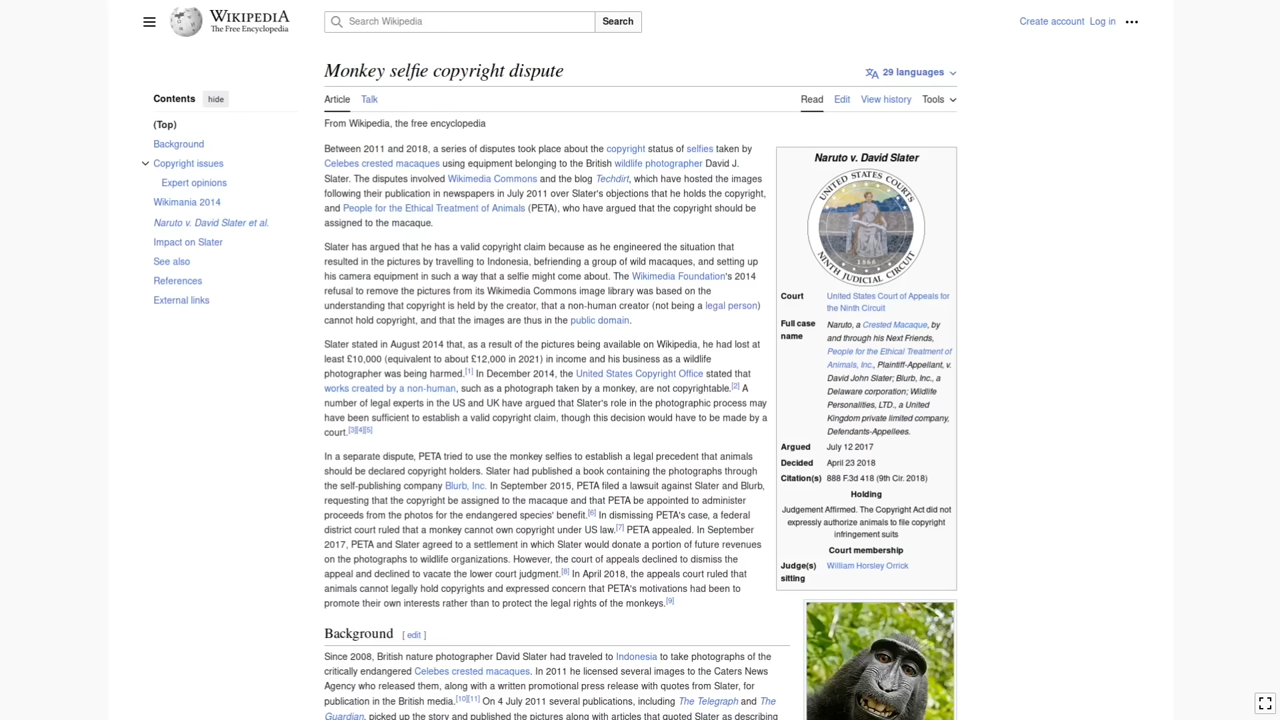 WIKIPEDIA
The Free Encyclopedia
Search Wikipedia
Search
Create account Log in
Monkey selfie copyright dispute
29 languages
Contents hide
(Top)
Background
Copyright issues
Expert opinions
Wikimania 2014
Naruto v. David Slater et al.
Impact on Slater
See also
References
External links
Article Talk
Read Edit View history Tools
From Wikipedia, the free encyclopedia
Between 2011 and 2018, a series of disputes took place about the copyright status of selfies taken by
Celebes crested macaques using equipment belonging to the British wildlife photographer David J.
Slater. The disputes involved Wikimedia Commons and the blog Techdirt, which have hosted the images
following their publication in newspapers in July 2011 over Slater's objections that he holds the copyright,
and People for the Ethical Treatment of Animals (PETA), who have argued that the copyright should be
assigned to the macaque.
Slater has argued that he has a valid copyright claim because as he engineered the situation that
resulted in the pictures by travelling to Indonesia, befriending a group of wild macaques, and setting up
his camera equipment in such a way that a selfie might come about. The Wikimedia Foundation's 2014
refusal to remove the pictures from its Wikimedia Commons image library was based on the
understanding that copyright is held by the creator, that a non-human creator (not being a legal person)
cannot hold copyright, and that the images are thus in the public domain.
Slater stated in August 2014 that, as a result of the pictures being available on Wikipedia, he had lost at
least £10,000 (equivalent to about £12,000 in 2021) in income and his business as a wildlife
photographer was being harmed.[1] In December 2014, the United States Copyright Office stated that
works created by a non-human, such as a photograph taken by a monkey, are not copyrightable.[2] A
number of legal experts in the US and UK have argued that Slater's role in the photographic process may
have been sufficient to establish a valid copyright claim, though this decision would have to be made by a
court.[3][4][5]
In a separate dispute, PETA tried to use the monkey selfies to establish a legal precedent that animals
should be declared copyright holders. Slater had published a book containing the photographs through
the self-publishing company Blurb, Inc. In September 2015, PETA filed a lawsuit against Slater and Blurb,
requesting that the copyright be assigned to the macaque and that PETA be appointed to administer
proceeds from the photos for the endangered species' benefit.[6] In dismissing PETA's case, a federal
district court ruled that a monkey cannot own copyright under US law.[7] PETA appealed. In September
2017, PETA and Slater agreed to a settlement in which Slater would donate a portion of future revenues
on the photographs to wildlife organizations. However, the court of appeals declined to dismiss the
appeal and declined to vacate the lower court judgment.[8] In April 2018, the appeals court ruled that
animals cannot legally hold copyrights and expressed concern that PETA's motivations had been to
promote their own interests rather than to protect the legal rights of the monkeys.[9]
Naruto v. David Slater
UNITED STATES COURTS
1866
NINTH JUDICIAL CIRCUIT
Court United States Court of Appeals for
the Ninth Circuit
Full case Naruto, a Crested Macaque, by
name and through his Next Friends,
People for the Ethical Treatment of
Animals, Inc., Plaintiff-Appellant, v.
David John Slater; Blurb, Inc., a
Delaware corporation; Wildlife
Personalities, LTD., a United
Kingdom private limited company,
Defendants-Appellees.
Argued July 12 2017
Decided April 23 2018
Citation(s) 888 F.3d 418 (9th Cir. 2018)
Holding
Judgement Affirmed. The Copyright Act did not
expressly authorize animals to file copyright
infringement suits
Court membership
Judge(s) William Horsley Orrick
sitting
Background [ edit ]
Since 2008, British nature photographer David Slater had traveled to Indonesia to take photographs of the
critically endangered Celebes crested macaques. In 2011 he licensed several images to the Caters News
Agency who released them, along with a written promotional press release with quotes from Slater, for
publication in the British media.[10][11] On 4 July 2011 several publications, including The Telegraph and The
Guardian, picked up the story and published the pictures along with articles that quoted Slater as describing